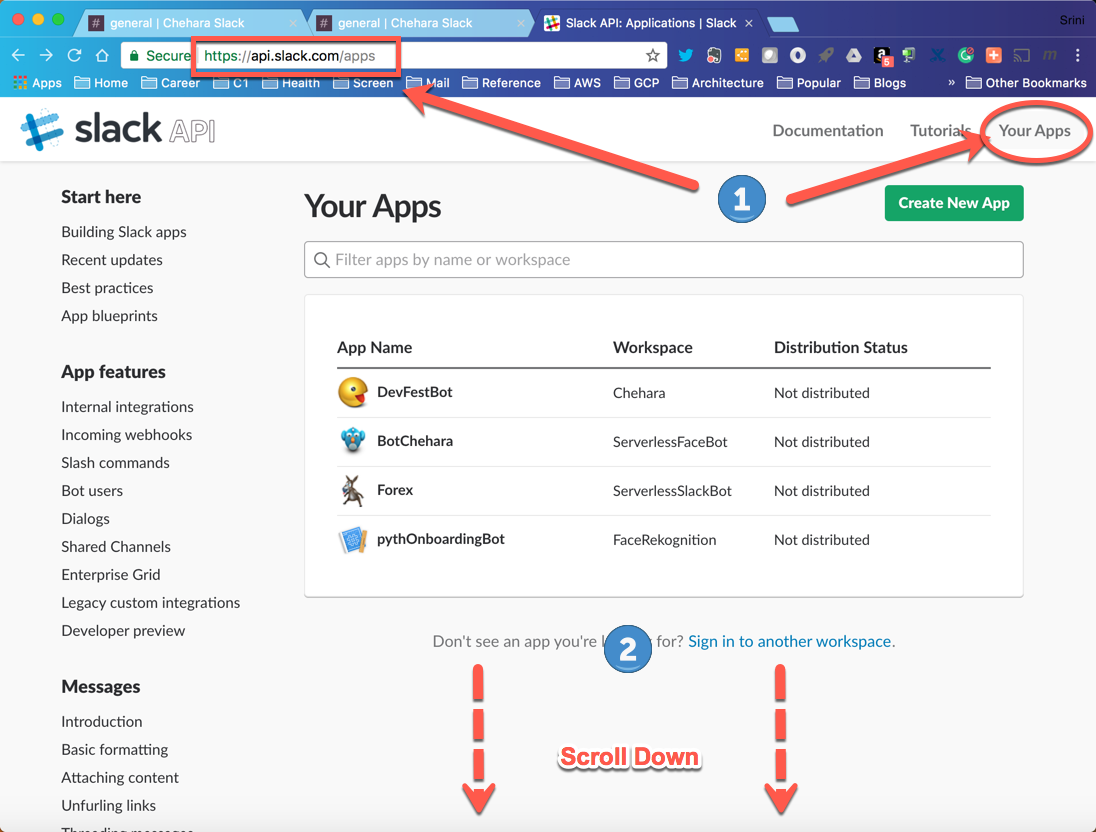 general | Chehara Slack
general | Chehara Slack
Slack API: Applications | Slack
Srini
Secure
https://api.slack.com/apps
Apps
Home
Career
C1
Health
Screen
Mail
Reference
AWS
GCP
Architecture
Popular
Blogs
»
Other Bookmarks
slack API
Documentation
Tutorials
Your Apps
1
Start here
Building Slack apps
Recent updates
Best practices
App blueprints
App features
Internal integrations
Incoming webhooks
Slash commands
Bot users
Dialogs
Shared Channels
Enterprise Grid
Legacy custom integrations
Developer preview
Messages
Introduction
Basic formatting
Attaching content
Unfurling links
Threading messages
Your Apps
Create New App
Filter apps by name or workspace
App Name Workspace Distribution Status
DevFestBot Chehara Not distributed
BotChehara ServerlessFaceBot Not distributed
Forex ServerlessSlackBot Not distributed
pythOnboardingBot FaceRekognition Not distributed
Don't see an app you're for? Sign in to another workspace.
2
Scroll Down